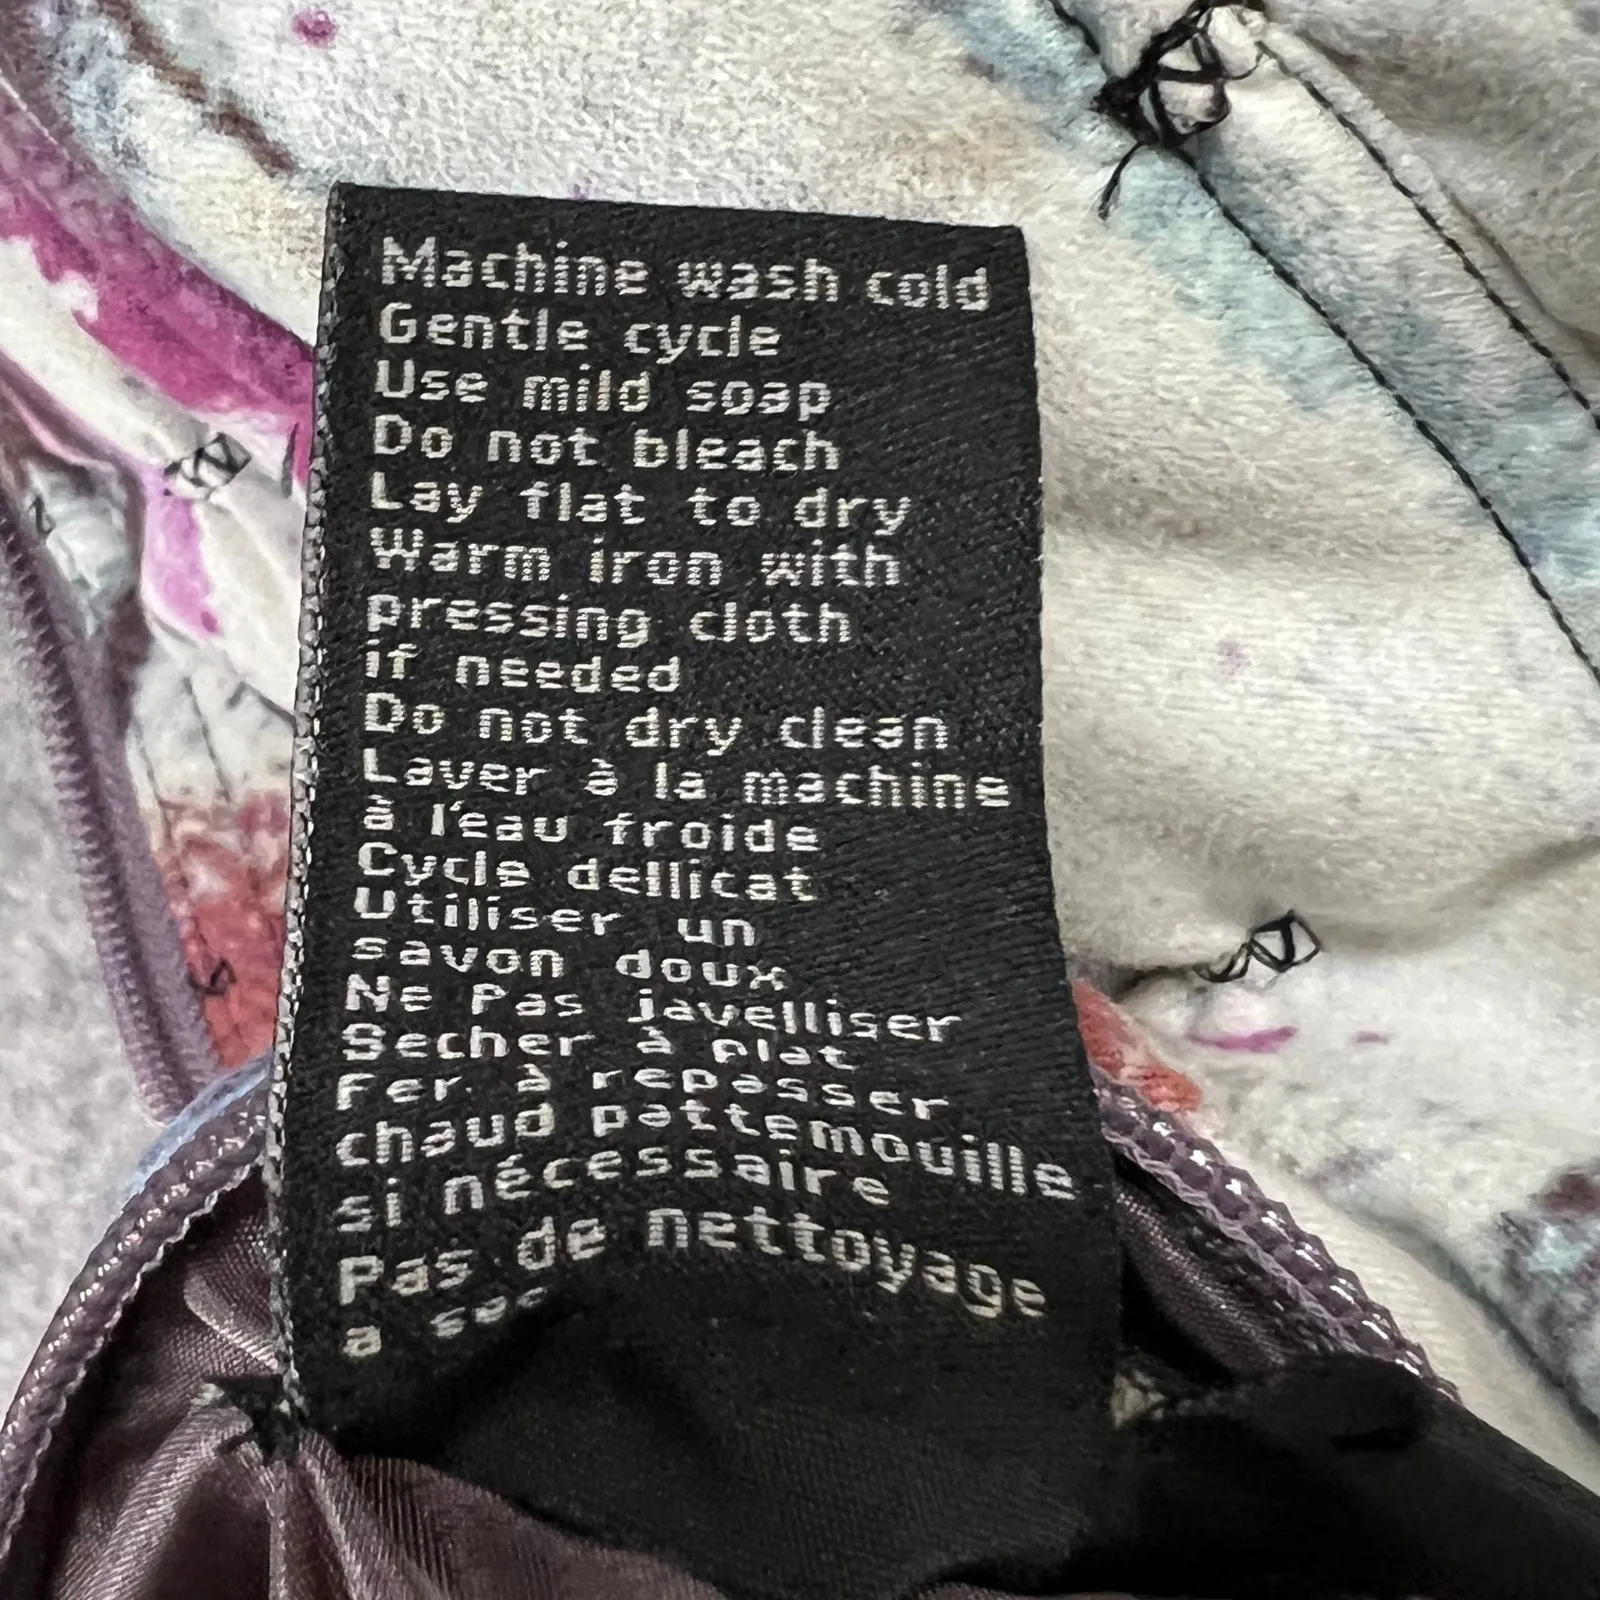 Machine wash cold
Gentle cycle
Use mild soap
Do not bleach
Lay flat to dry
Warm iron with
pressing cloth
if needed
Do not dry clean
Laver à la machine
à l'eau froide
Cycle dellicat
Utiliser un
savon doux
Ne Pas javelliser
Secher à plat
Fer à repasser
chaud pattemouille
si nécessaire
Pas de nettoyage
a sec